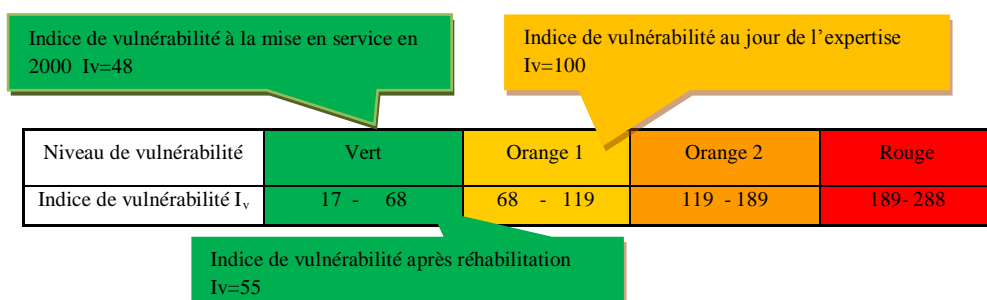 Indice de vulnérabilité à la mise en service en
2000 Iv=48
Indice de vulnérabilité au jour de l’expertise
Iv=100
Niveau de vulnérabilité Vert Orange 1 Orange 2 Rouge
Indice de vulnérabilité Iv 17 - 68 68 - 119 119 -189 189-288
Indice de vulnérabilité après réhabilitation
Iv=55